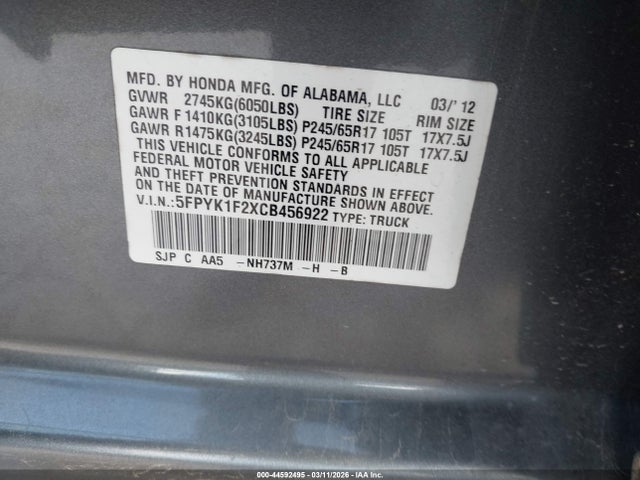 MFD. BY HONDA MFG. OF ALABAMA, LLC 03/'12
GVWR 2745KG(6050LBS) TIRE SIZE RIM SIZE
GAWR F 1410KG(3105LBS) P245/65R17 105T 17X7.5J
GAWR R1475KG(3245LBS) P245/65R17 105T 17X7.5J
THIS VEHICLE CONFORMS TO ALL APPLICABLE
FEDERAL MOTOR VEHICLE SAFETY
AND THEFT PREVENTION STANDARDS IN EFFECT
ON THE DATE OF MANUFACTURE SHOWN ABOVE.
V.I.N.:5FPYK1F2XCB456922 TYPE: TRUCK
SJP C AA5 -NH737M -H -B
000-44592495 - 03/11/2026 - IAA Inc.